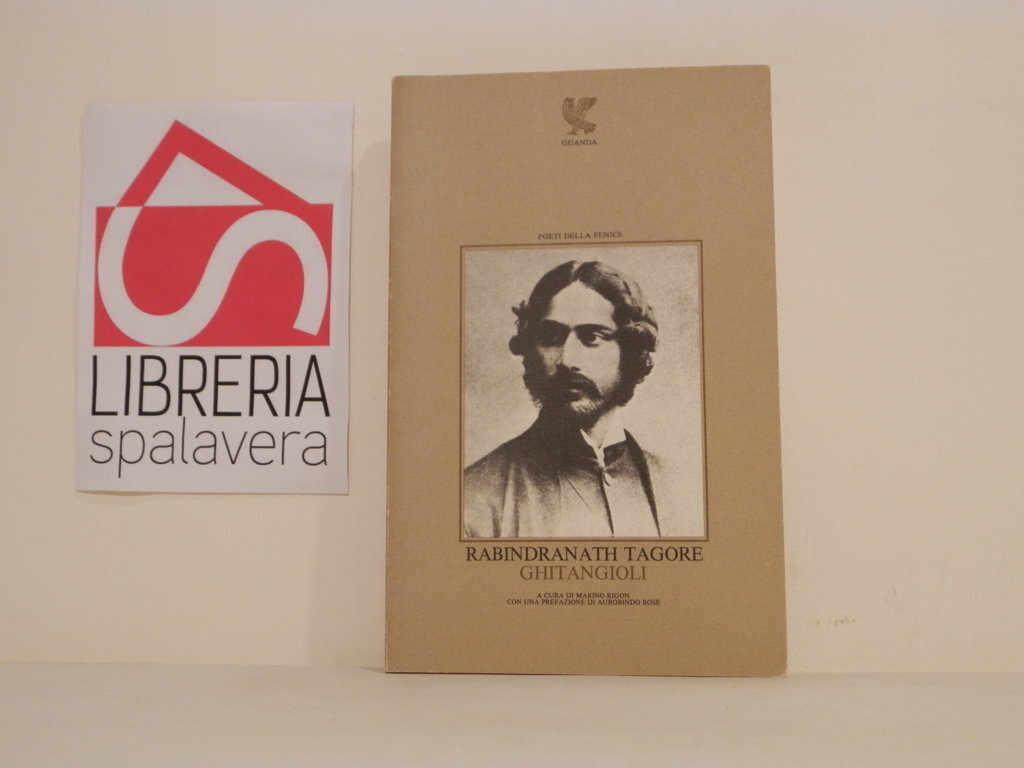 LIBRERIA
spalavera
GUANDA
POETI DELLA FENICE
RABINDRANATH TAGORE
GHITANGIOLI
A CURA DI MARINO RIGON
CON UNA PREFAZIONE DI AUROBINDO BOSE